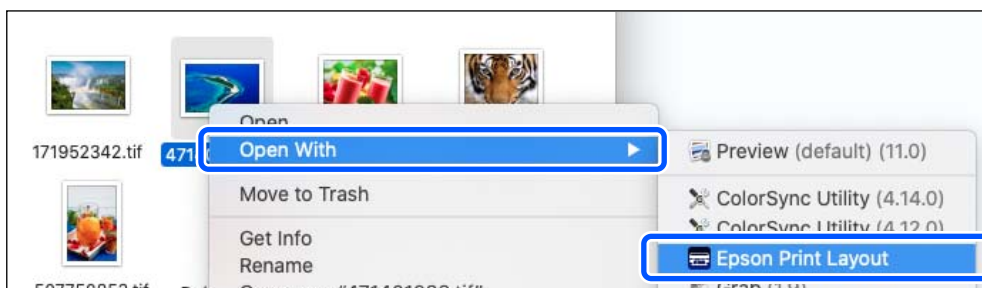 Open
171952342.tif
471
Open With
Preview (default) (11.0)
Move to Trash
ColorSync Utility (4.14.0)
ColorSync Utility (4.12.0)
Get Info
Epson Print Layout
Rename